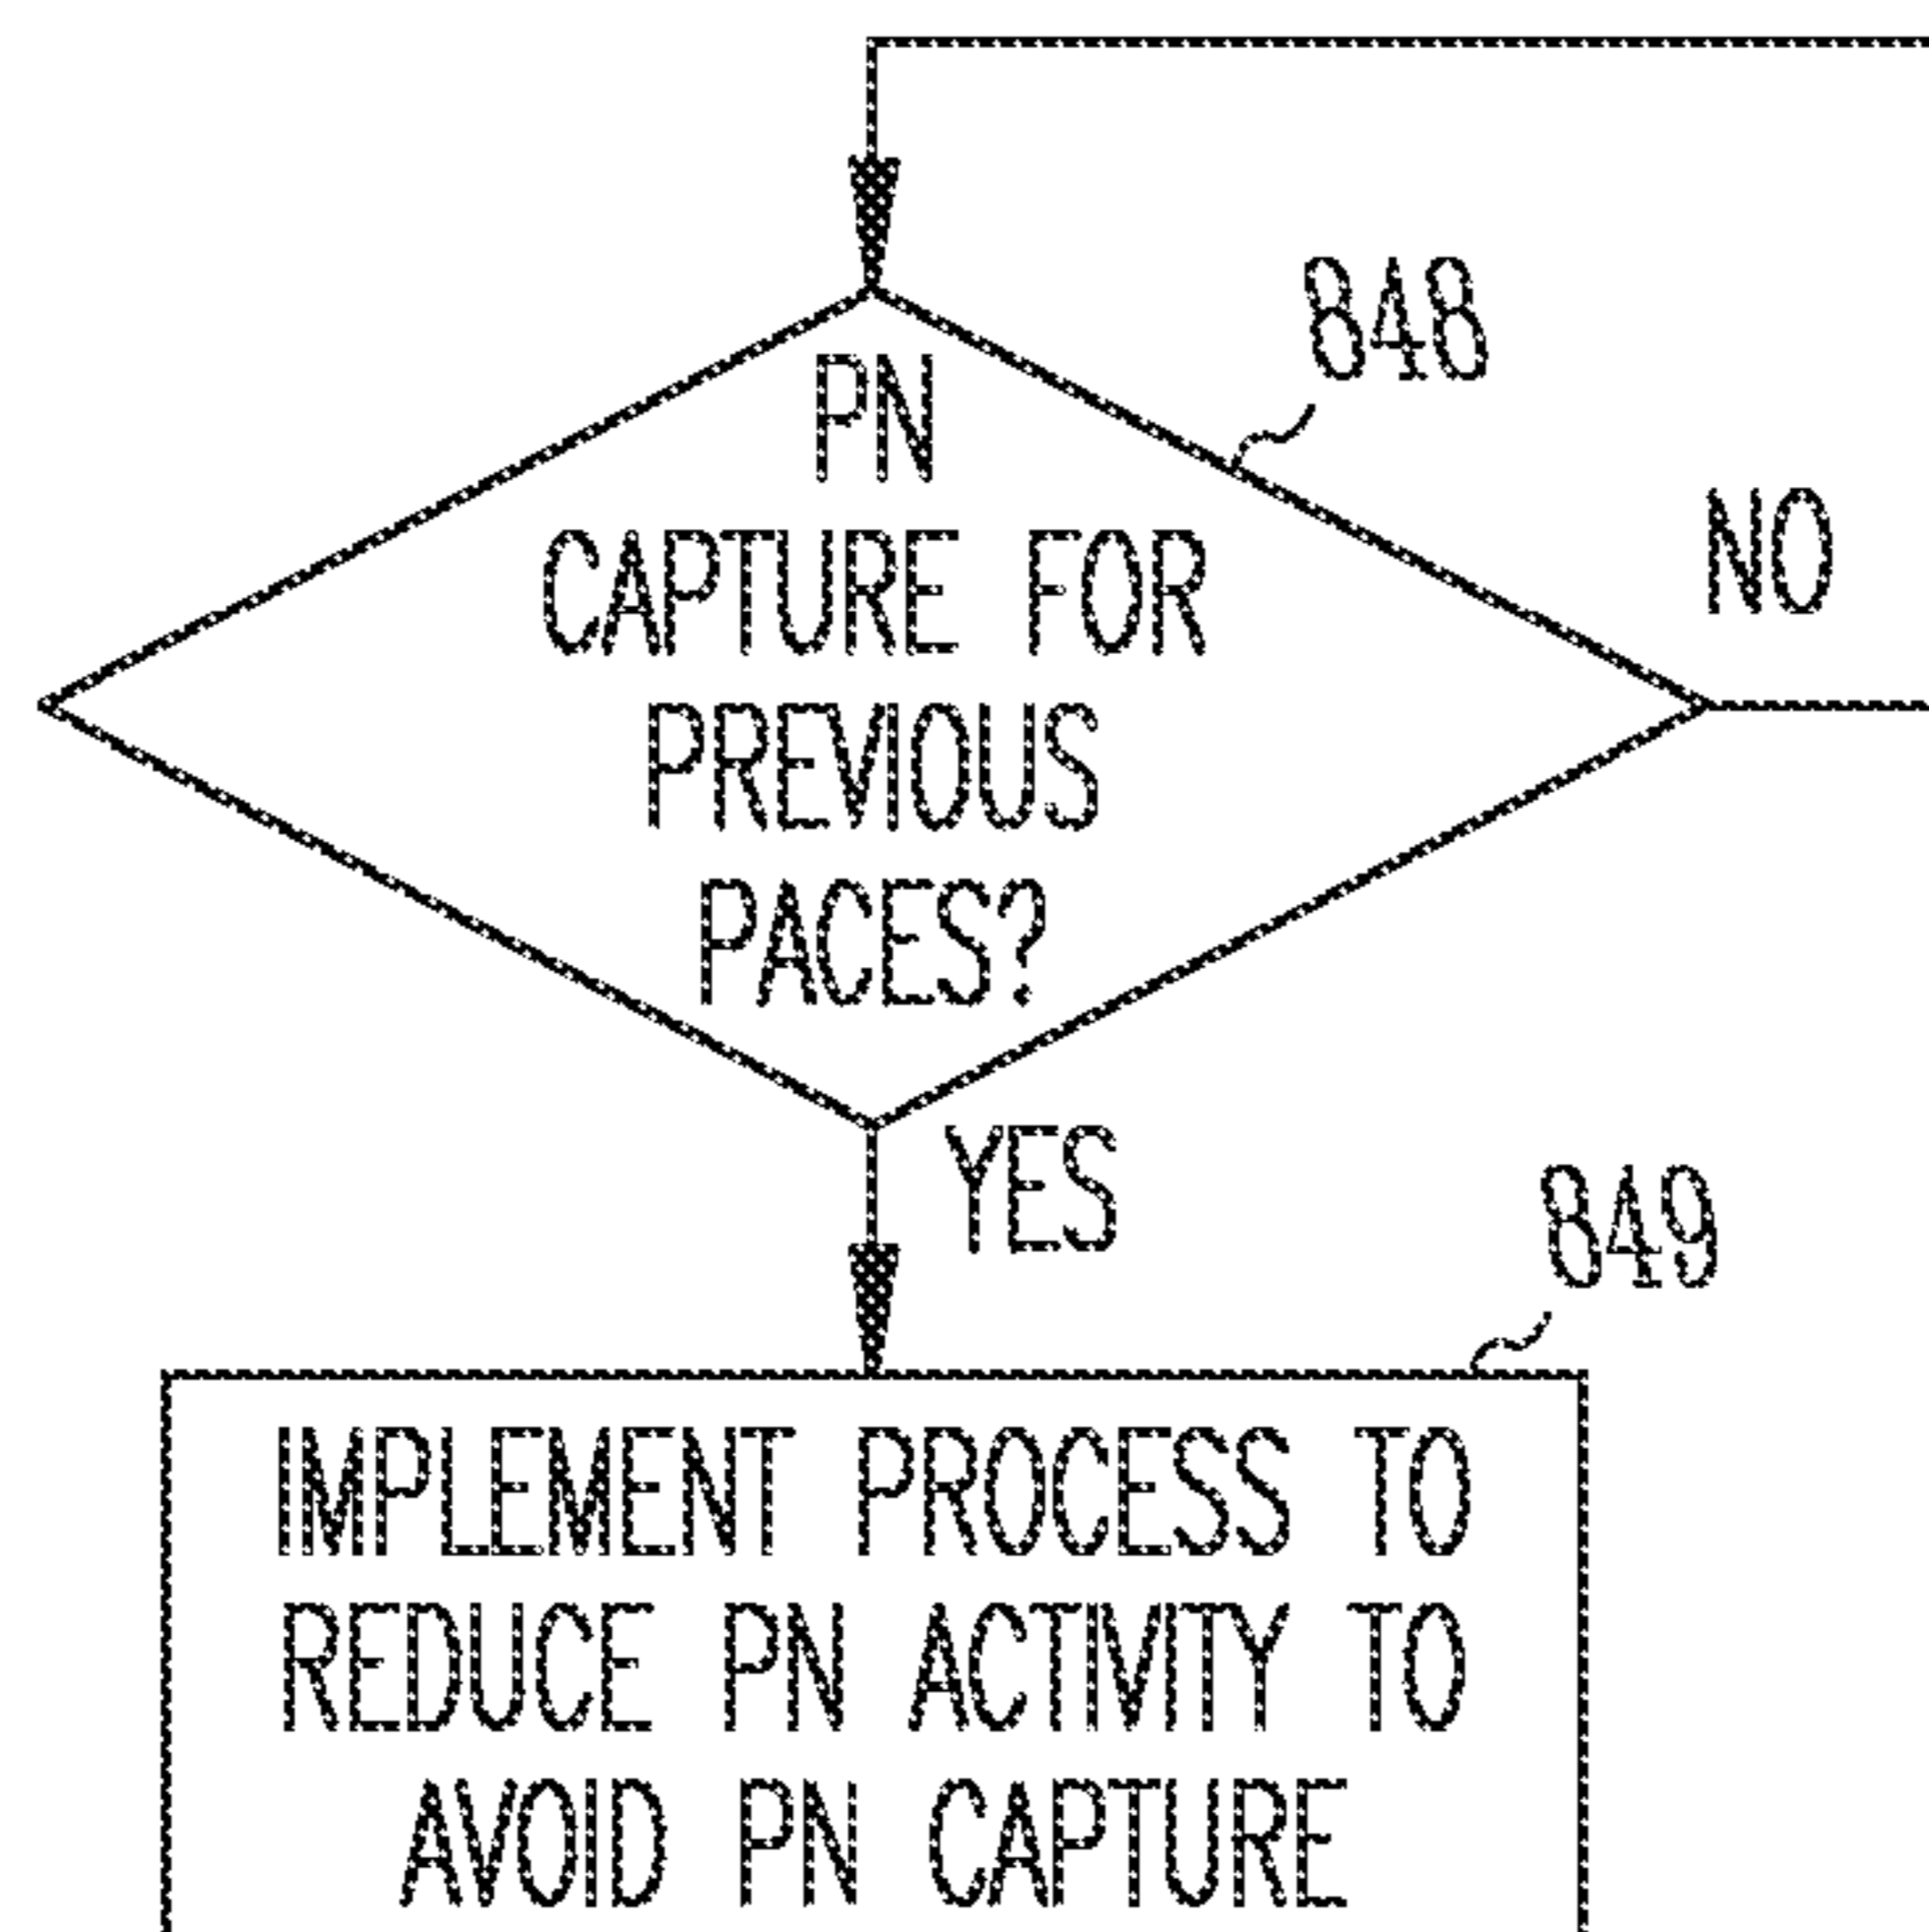 848
PN
CAPTURE FOR
PREVIOUS
PACES?
NO
YES
849
IMPLEMENT PROCESS TO
REDUCE PN ACTIVITY TO
AVOID PN CAPTURE